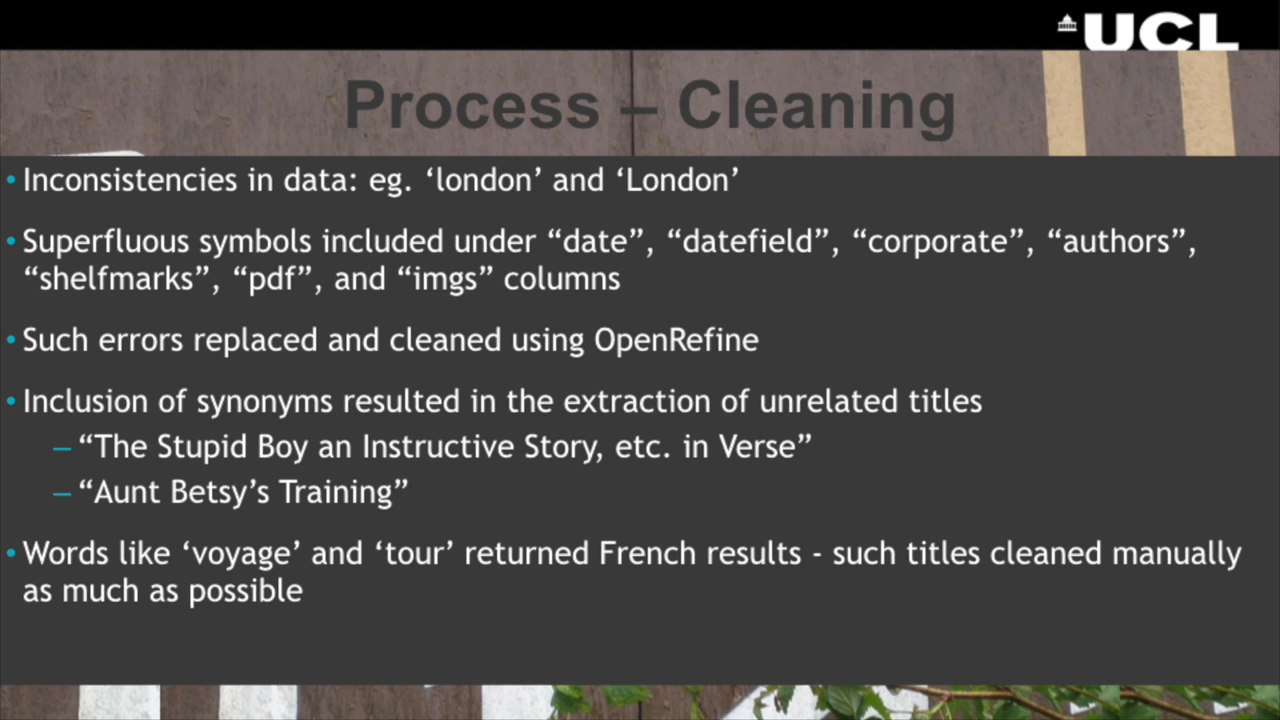 UCL
Process – Cleaning
• Inconsistencies in data: eg. ‘london’ and ‘London’
• Superfluous symbols included under “date”, “datefield”, “corporate”, “authors”,
“shelfmarks”, “pdf”, and “imgs” columns
• Such errors replaced and cleaned using OpenRefine
• Inclusion of synonyms resulted in the extraction of unrelated titles
– “The Stupid Boy an Instructive Story, etc. in Verse”
– “Aunt Betsy’s Training”
• Words like ‘voyage’ and ‘tour’ returned French results - such titles cleaned manually
as much as possible